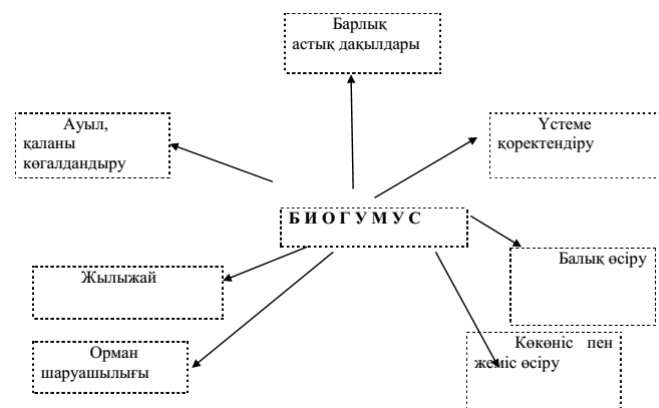 Барлық
астық дақылдары
Ауыл,
қаланы
көгалдандыру
Үстеме
қоректендіру
БИОГУМУС
Балық өсіру
Жылыжай
Көкөніс пен
жеміс өсіру
Орман
шаруашылығы